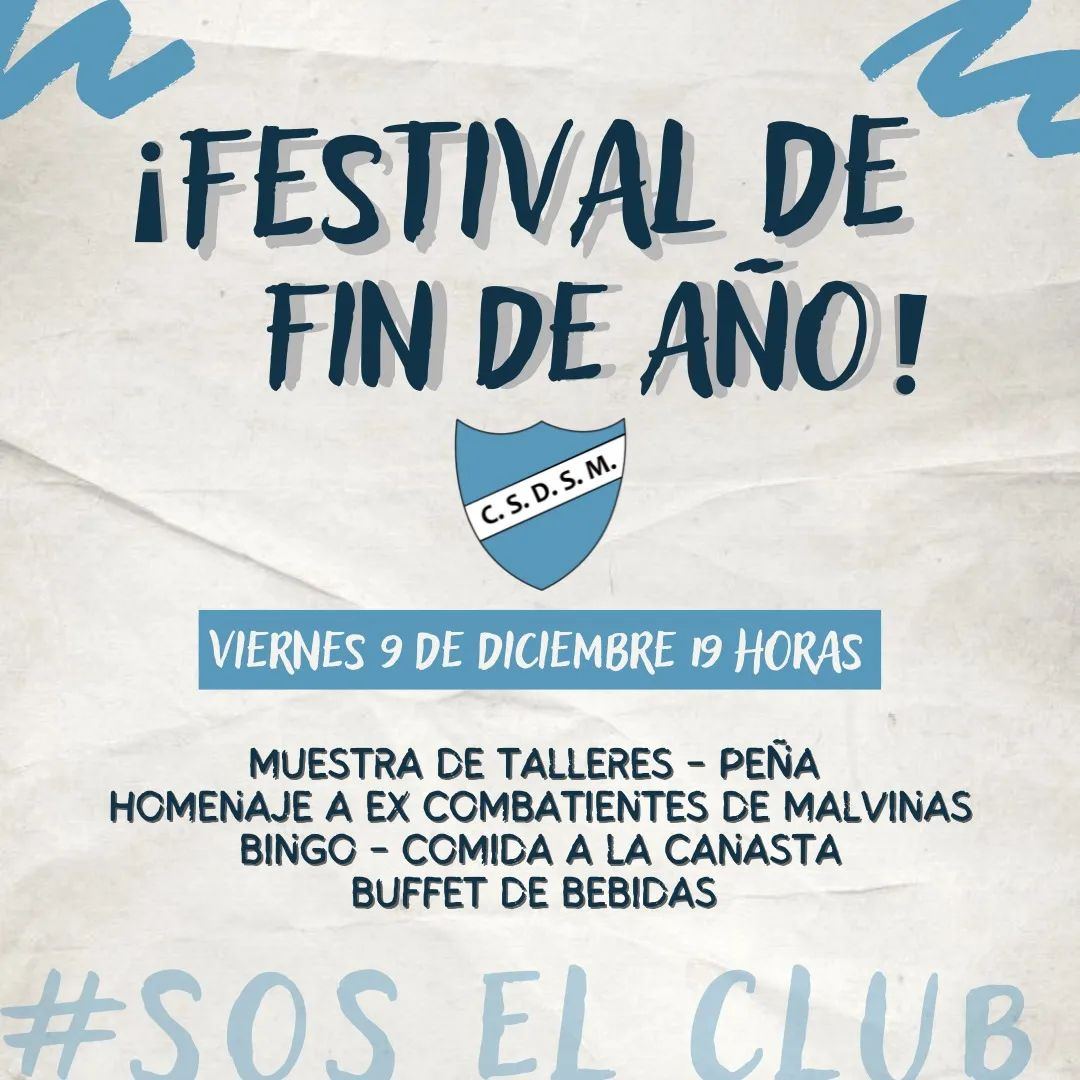 ¡FESTIVAL DE
FIN DE AÑO!
C. S. D. S. M.
VIERNES 9 DE DICIEMBRE 19 HORAS
MUESTRA DE TALLERES - PEÑA
HOMENAJE A EX COMBATIENTES DE MALVINAS
BINGO - COMIDA A LA CANASTA
BUFFET DE BEBIDAS
#SOS EL CLUB